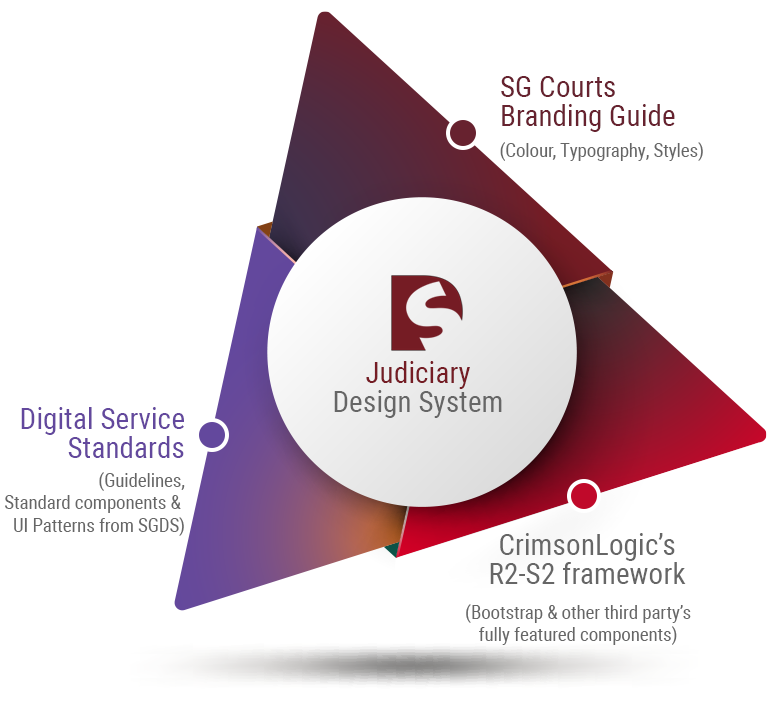 SG Courts
Branding Guide
(Colour, Typography, Styles)
Judiciary
Design System
Digital Service
Standards
(Guidelines,
Standard components &
UI Patterns from SGDS)
CrimsonLogic’s
R2-S2 framework
(Bootstrap & other third party’s
fully featured components)